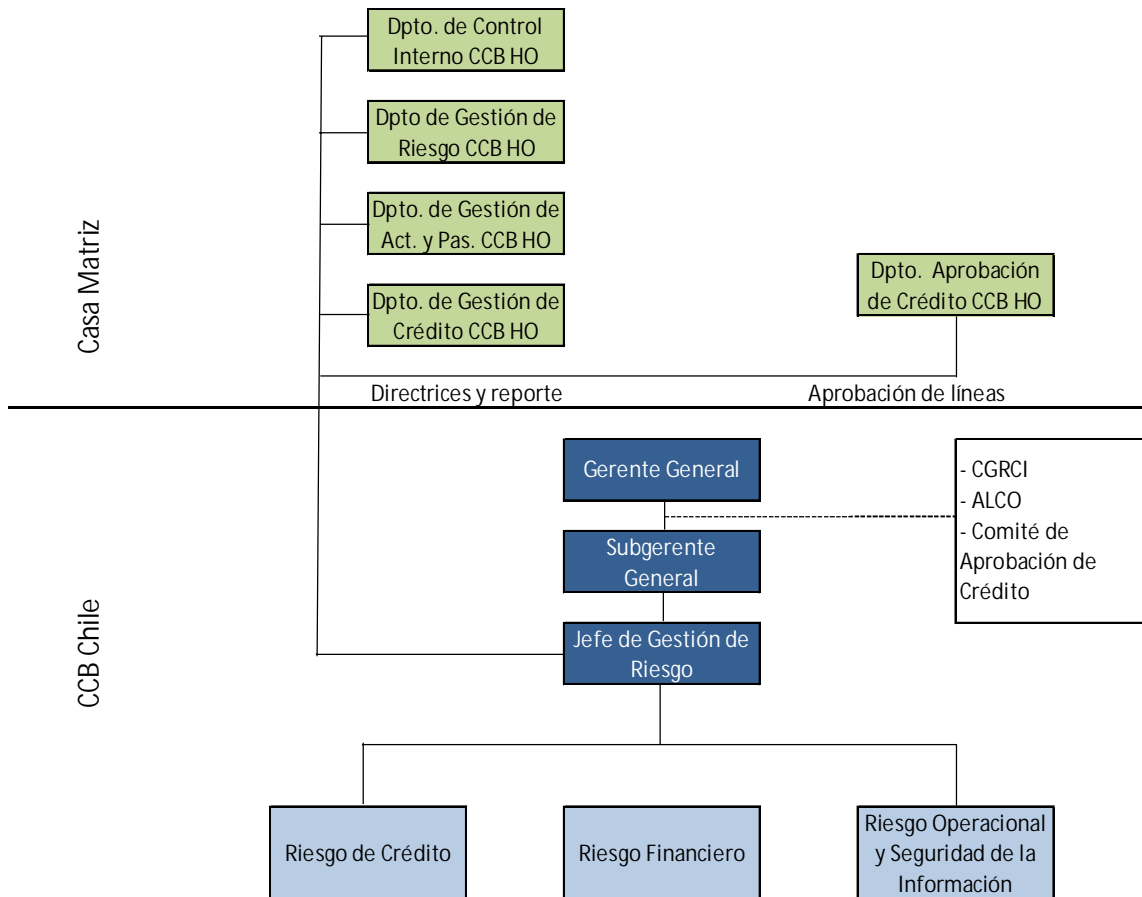 Dpto. de Control
Interno CCB HO
Dpto de Gestión de
Riesgo CCB HO
Dpto. de Gestión de
Act. y Pas. CCB HO
Dpto. de Gestión de
Crédito CCB HO
Dpto. Aprobación
de Crédito CCB HO
Casa Matriz
Directrices y reporte
Aprobación de líneas
CCB Chile
Gerente General
- CGRCI
- ALCO
- Comité de
Aprobación de
Crédito
Subgerente
General
Jefe de Gestión de
Riesgo
Riesgo de Crédito
Riesgo Financiero
Riesgo Operacional
y Seguridad de la
Información